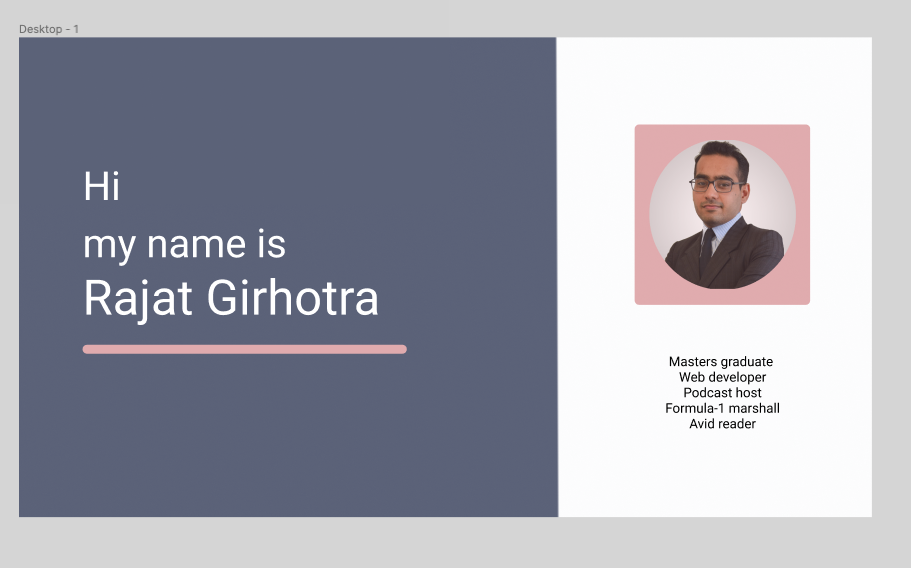 Desktop - 1
Hi
my name is
Rajat Girhotra
Masters graduate
Web developer
Podcast host
Formula-1 marshall
Avid reader